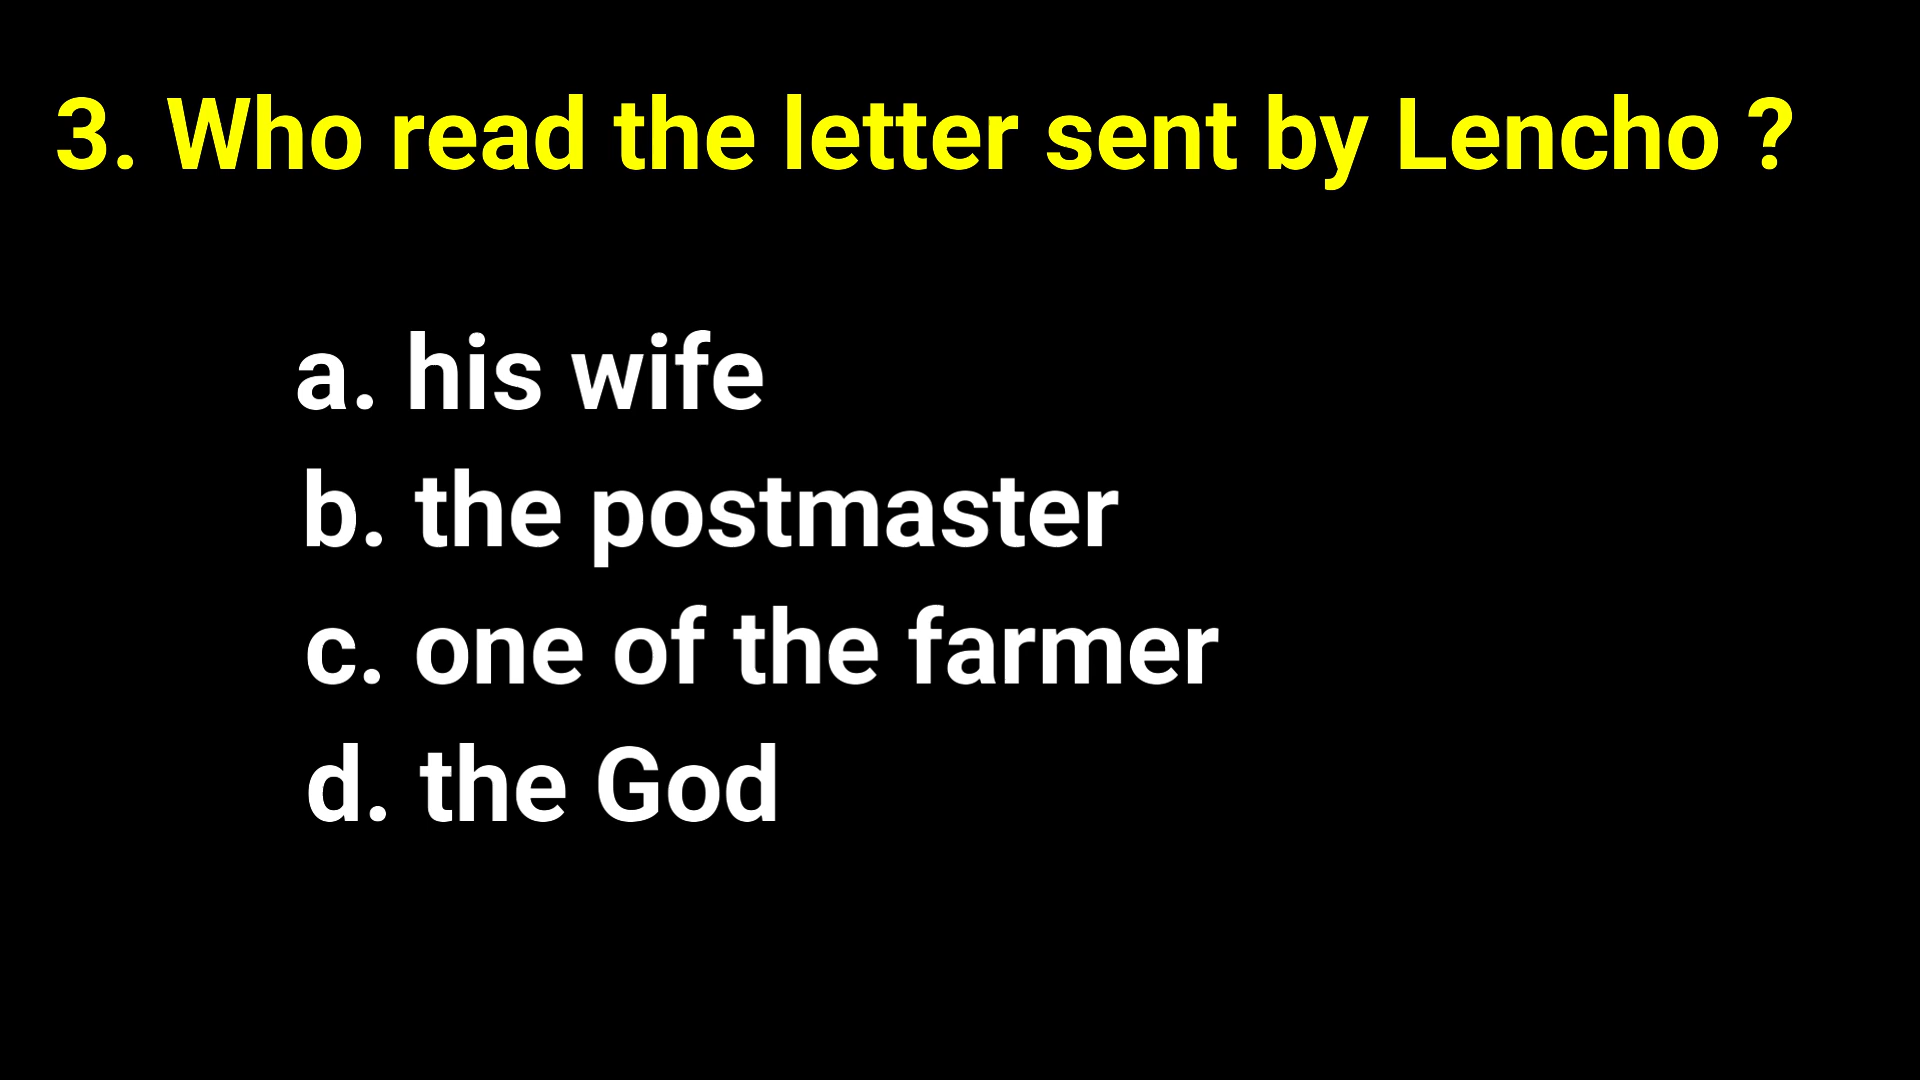 3. Who read the letter sent by Lencho ?
a. his wife
b. the postmaster
c. one of the farmer
d. the God